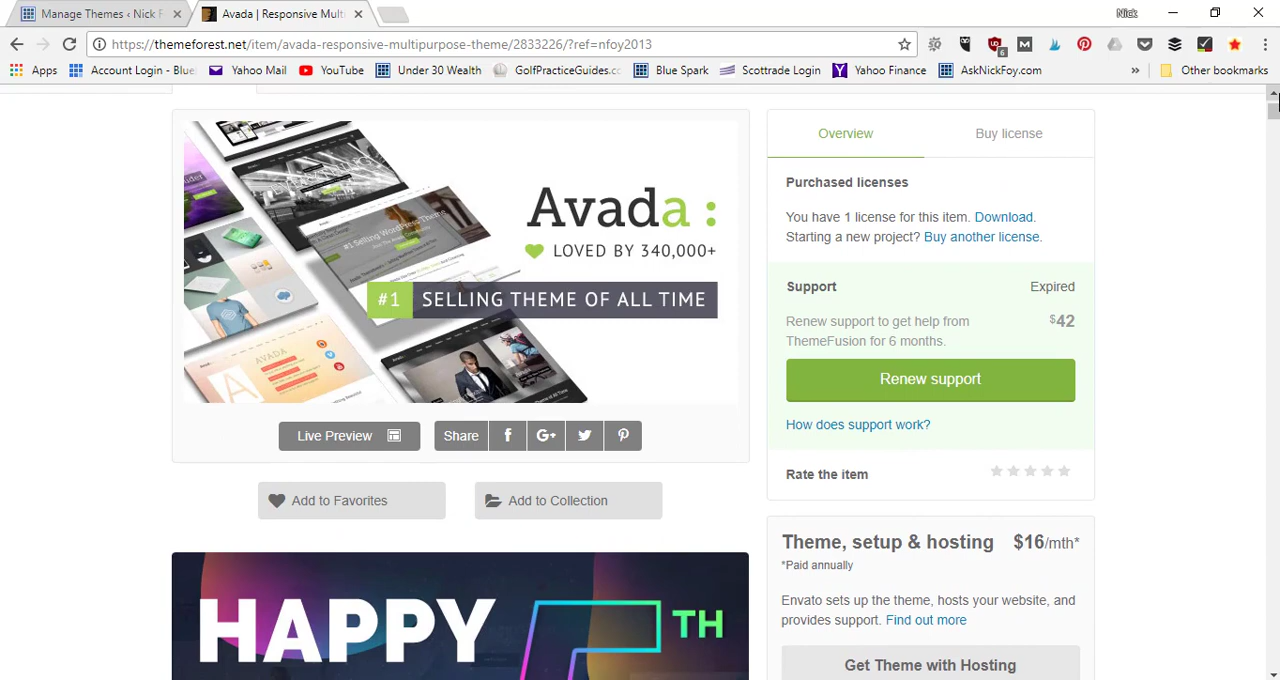 Manage Themes ‹ Nick F
Avada | Responsive Mult
Nick
https://themeforest.net/item/avada-responsive-multipurpose-theme/2833226/?ref=nfoy2013
6
Apps
Account Login - Blue
Yahoo Mail
YouTube
Under 30 Wealth
GolfPracticeGuides.cc
Blue Spark
Scottrade Login
Yahoo Finance
AskNickFoy.com
»
Other bookmarks
Avada :
LOVED BY 340,000+
#1 SELLING THEME OF ALL TIME
Live Preview
Share
Add to Favorites
Add to Collection
HAPPY 5TH
Overview
Buy license
Purchased licenses
You have 1 license for this item. Download.
Starting a new project? Buy another license.
Support
Expired
Renew support to get help from
$42
ThemeFusion for 6 months.
Renew support
How does support work?
Rate the item
Theme, setup & hosting
$16/mth*
*Paid annually
Envato sets up the theme, hosts your website, and
provides support. Find out more
Get Theme with Hosting